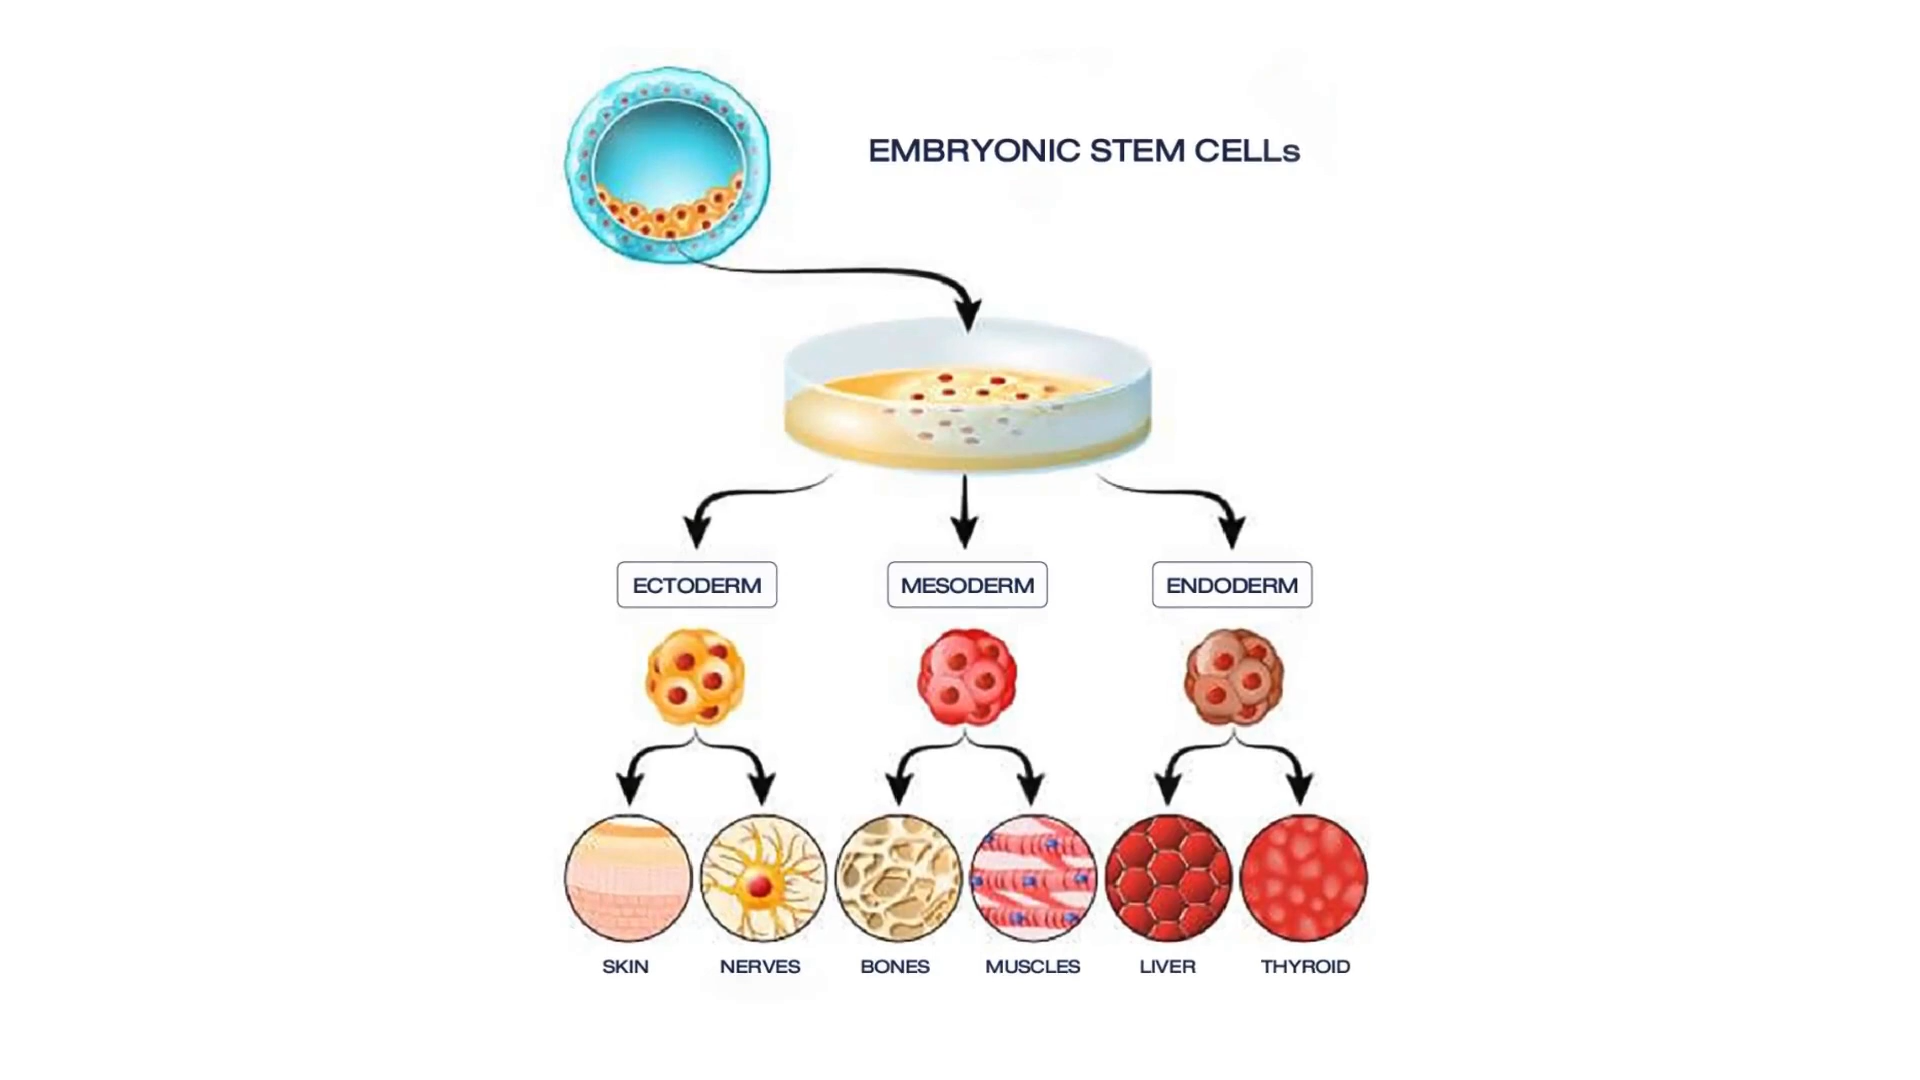 EMBRYONIC STEM CELLs
ECTODERM
MESODERM
ENDODERM
SKIN
NERVES
BONES
MUSCLES
LIVER
THYROID